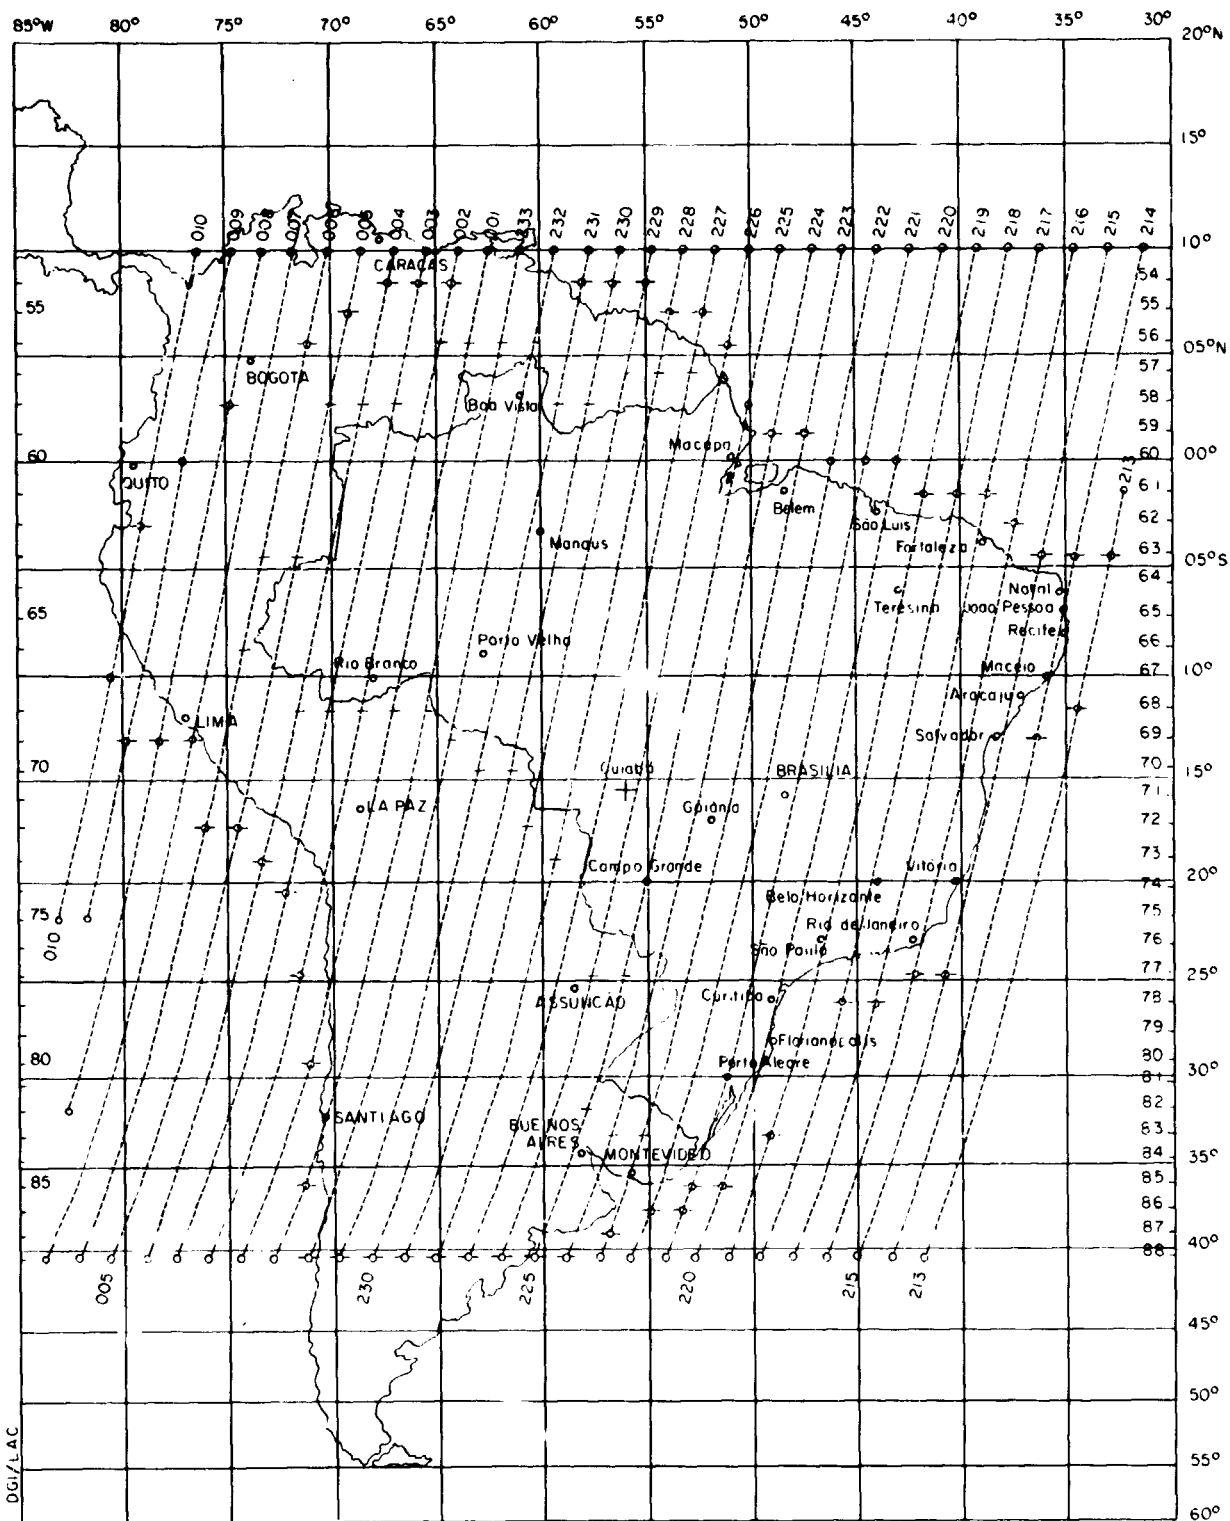 85°W 80° 75° 70° 65° 60° 55° 50° 45° 40° 35° 30°
20°N
15°
010 009 008 007 006 005 004 003 002 001 233 232 231 230 229 228 227 226 225 224 223 222 221 220 219 218 217 216 215 214
10°
CARACAS
54
55 55
56
05°N
57
BOGOTA
Boa Vista
58
59
Macapa
60 60 00°
QUITO
213
61
Belem
62
São Luis
Manaus
Fortaleza
63
05°S
64
Natal
Teresina
João Pessoa
65 65
Recife
Porto Velho
66
Rio Branco
Maceio
67 10°
Aracaju
68
LIMA
Salvador
69
70 Cuiabá BRASILIA 70 15°
71
LA PAZ
Goiânia
72
73
Campo Grande
Vitória
74 20°
Belo Horizonte
75 75
010
Rio de Janeiro
76
São Paulo
77 25°
ASSUNCÃO
Curitiba
78
79
Florianopolis
80 Porto Alegre 80
30°
81
82
SANTIAGO
BUENOS
AIRES
83
MONTEVIDEO
84
35°
85 85
86
87
88 40°
005 230 225 220 215 213
45°
50°
DGI/LAC
55°
60°